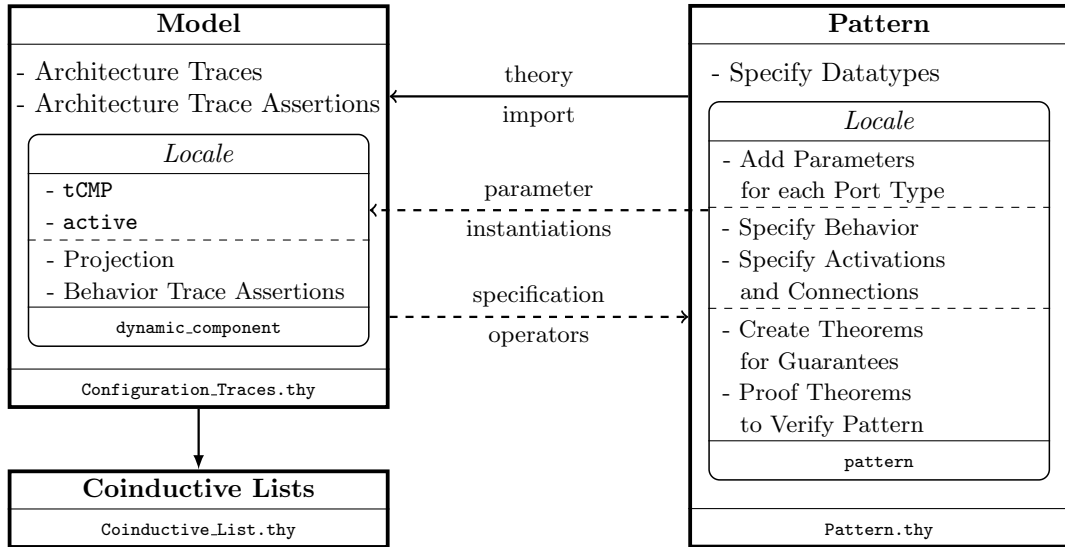 Model
- Architecture Traces
- Architecture Trace Assertions
Locale
- tCMP
- active
- Projection
- Behavior Trace Assertions
dynamic_component
Configuration_Traces.thy
Coinductive Lists
Coinductive_List.thy
theory
import
parameter
instantiations
specification
operators
Pattern
- Specify Datatypes
Locale
- Add Parameters
for each Port Type
- Specify Behavior
- Specify Activations
and Connections
- Create Theorems
for Guarantees
- Proof Theorems
to Verify Pattern
pattern
Pattern.thy